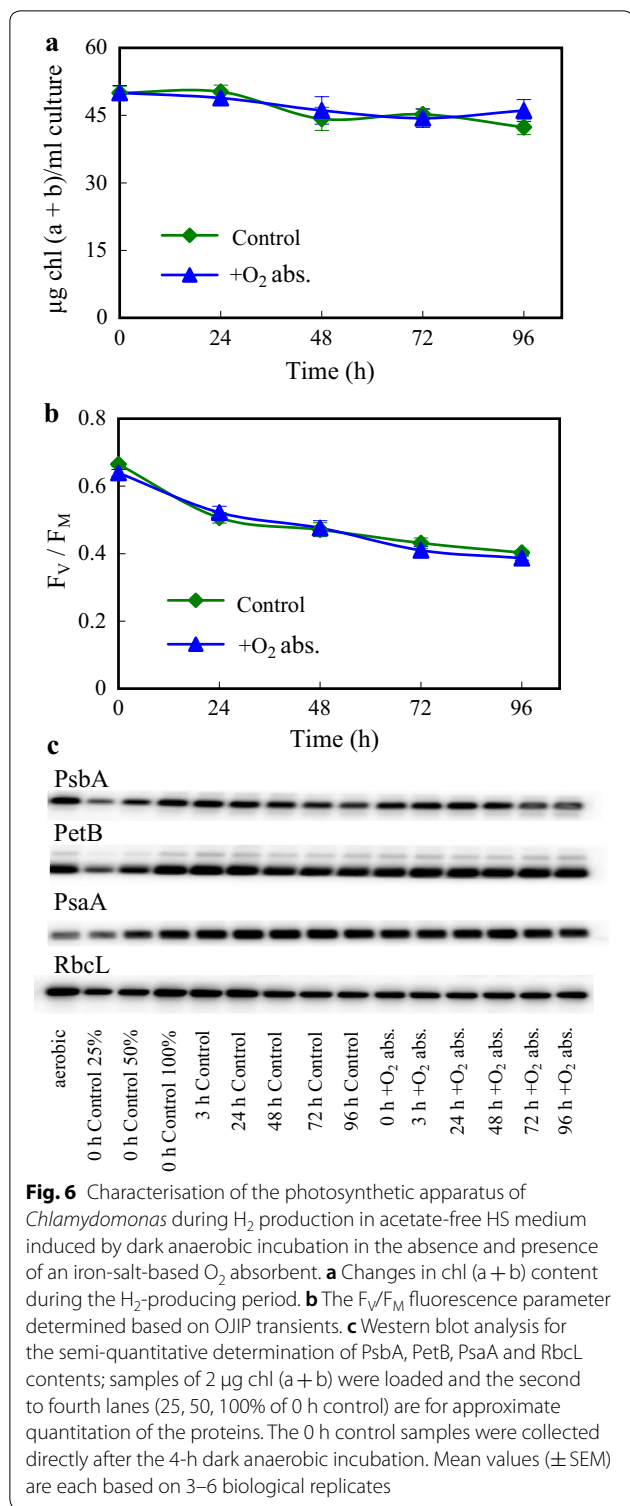 a
60
45
30
15
0
µg chl (a + b)/ml culture
Control
+O2 abs.
0 24 48 72 96
Time (h)
b
0.8
0.6
0.4
0.2
0
FV / FM
Control
+O2 abs.
0 24 48 72 96
Time (h)
c
PsbA
PetB
PsaA
RbcL
aerobic
0 h Control 25%
0 h Control 50%
0 h Control 100%
3 h Control
24 h Control
48 h Control
72 h Control
96 h Control
0 h +O2 abs.
3 h +O2 abs.
24 h +O2 abs.
48 h +O2 abs.
72 h +O2 abs.
96 h +O2 abs.
Fig. 6 Characterisation of the photosynthetic apparatus of
Chlamydomonas during H2 production in acetate-free HS medium
induced by dark anaerobic incubation in the absence and presence
of an iron-salt-based O2 absorbent. a Changes in chl (a + b) content
during the H2-producing period. b The FV/FM fluorescence parameter
determined based on OJIP transients. c Western blot analysis for
the semi-quantitative determination of PsbA, PetB, PsaA and RbcL
contents; samples of 2 µg chl (a + b) were loaded and the second
to fourth lanes (25, 50, 100% of 0 h control) are for approximate
quantitation of the proteins. The 0 h control samples were collected
directly after the 4-h dark anaerobic incubation. Mean values (± SEM)
are each based on 3–6 biological replicates